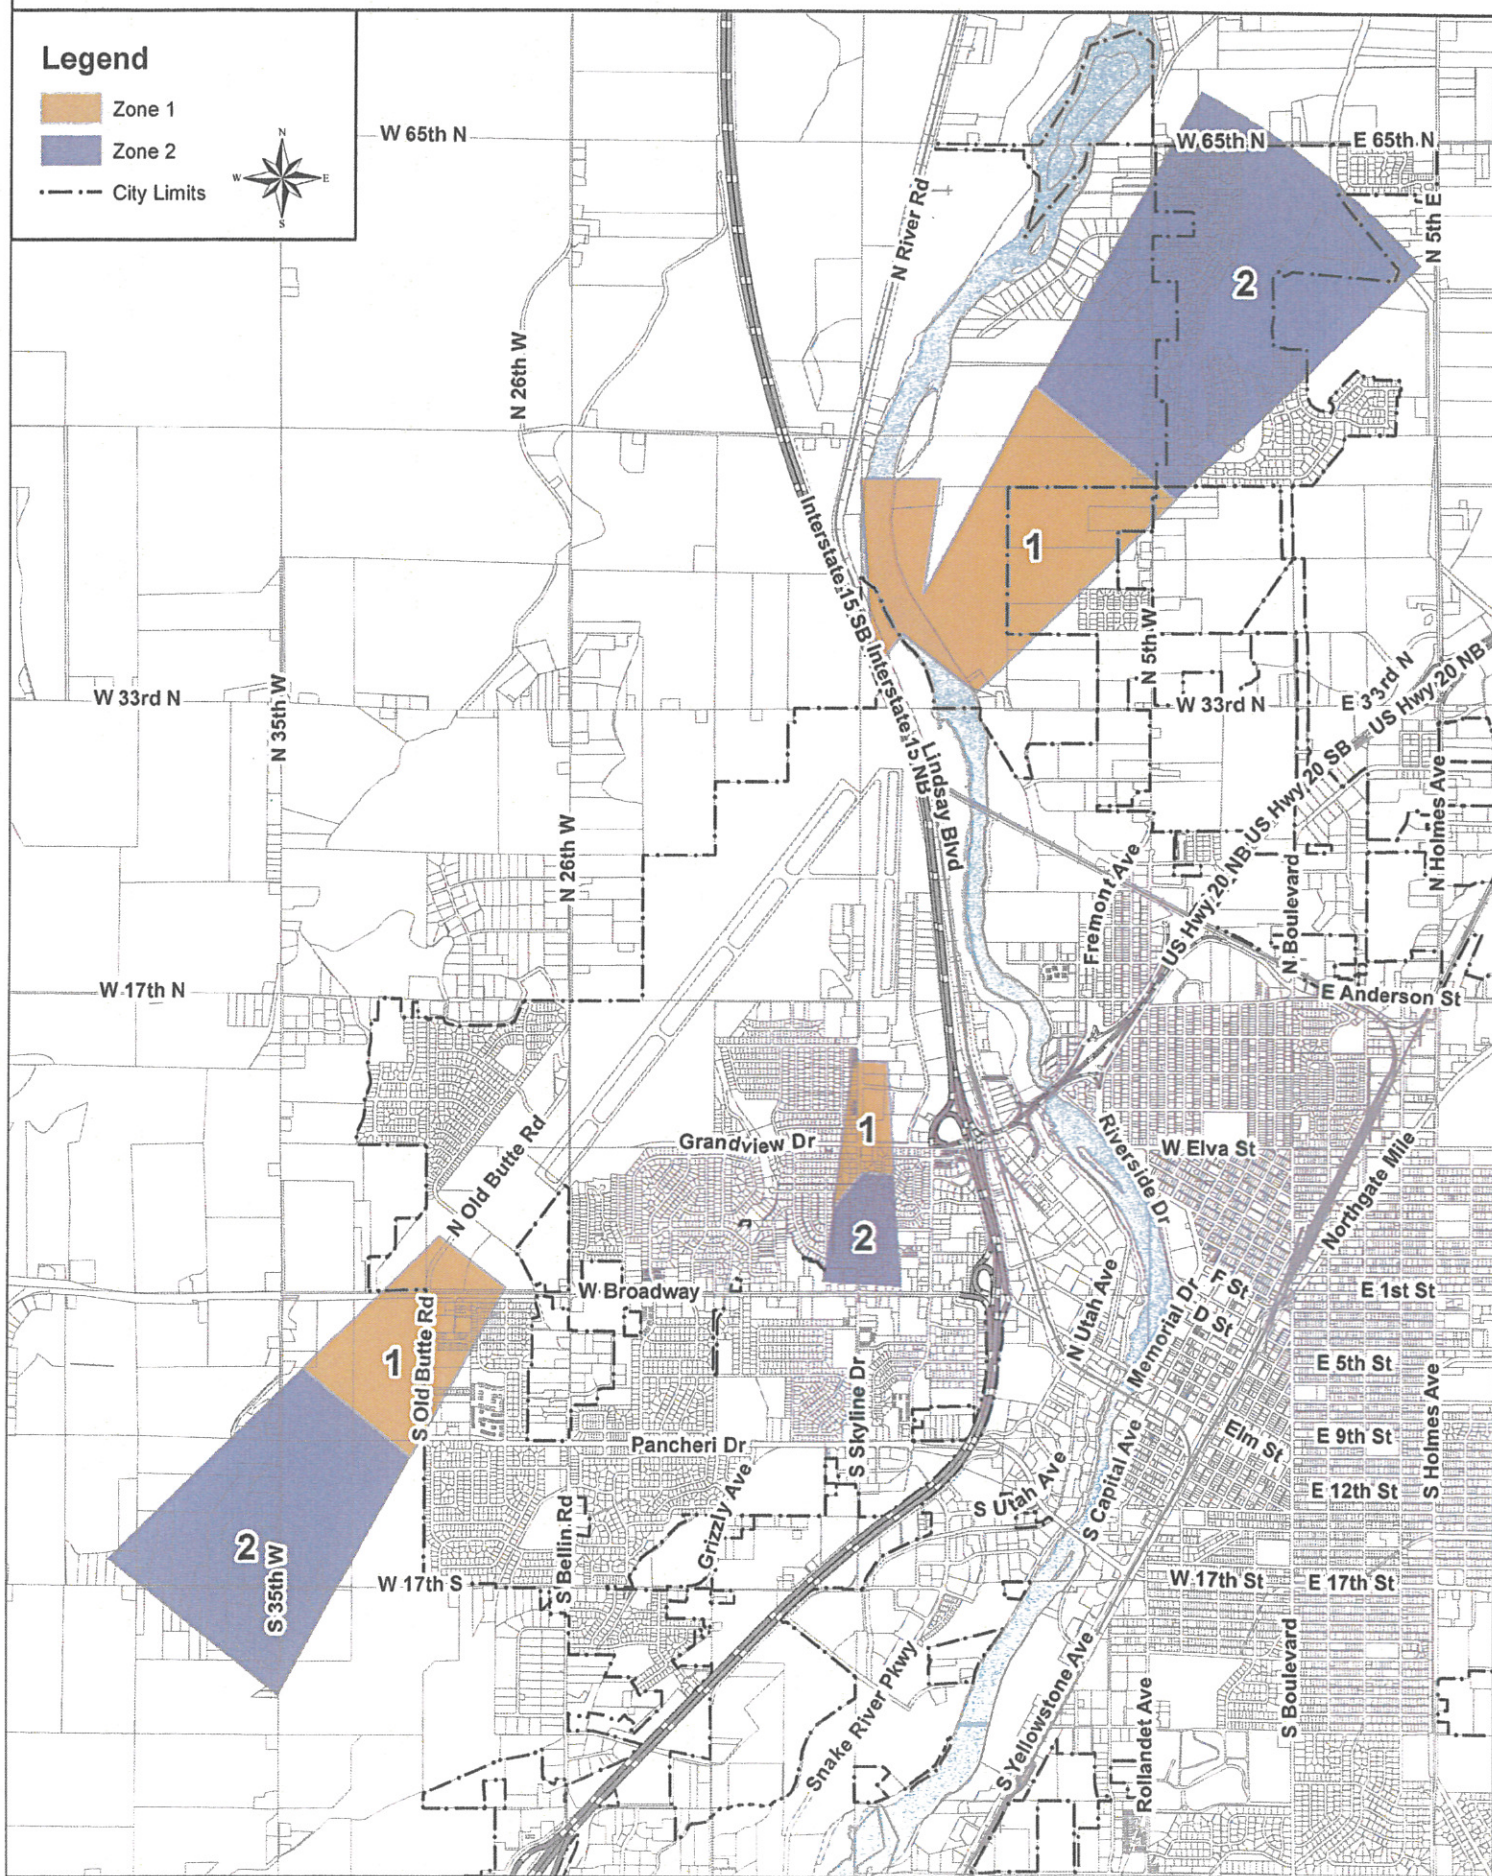 Legend
Zone 1
Zone 2
City Limits
N
W
E
S
W 65th N
W 65th N
E 65th N
N River Rd
N 5th E
2
N 26th W
1
Interstate 15 SB
Interstate 15 NB
N 5th W
W 33rd N
N 35th W
W 33rd N
E 33rd N
US Hwy 20 NB
US Hwy 20 SB
US Hwy 20 NB
US Hwy 20 NB
Lindsay Blvd
N Holmes Ave
N 26th W
Fremont Ave
N Boulevard
W 17th N
E Anderson St
1
Grandview Dr
Riverside Dr
W Elva St
Northgate Mile
N Old Butte Rd
2
W Broadway
N Utah Ave
Memorial Dr
F St
D St
E 1st St
1
S Old Butte Rd
S Skyline Dr
E 5th St
S Holmes Ave
Pancheri Dr
Elm St
E 9th St
Grizzly Ave
S Utah Ave
S Capital Ave
E 12th St
2
S 35th W
S Bellin Rd
W 17th S
W 17th St
E 17th St
Snake River Pkwy
S Yellowstone Ave
Rollandet Ave
S Boulevard